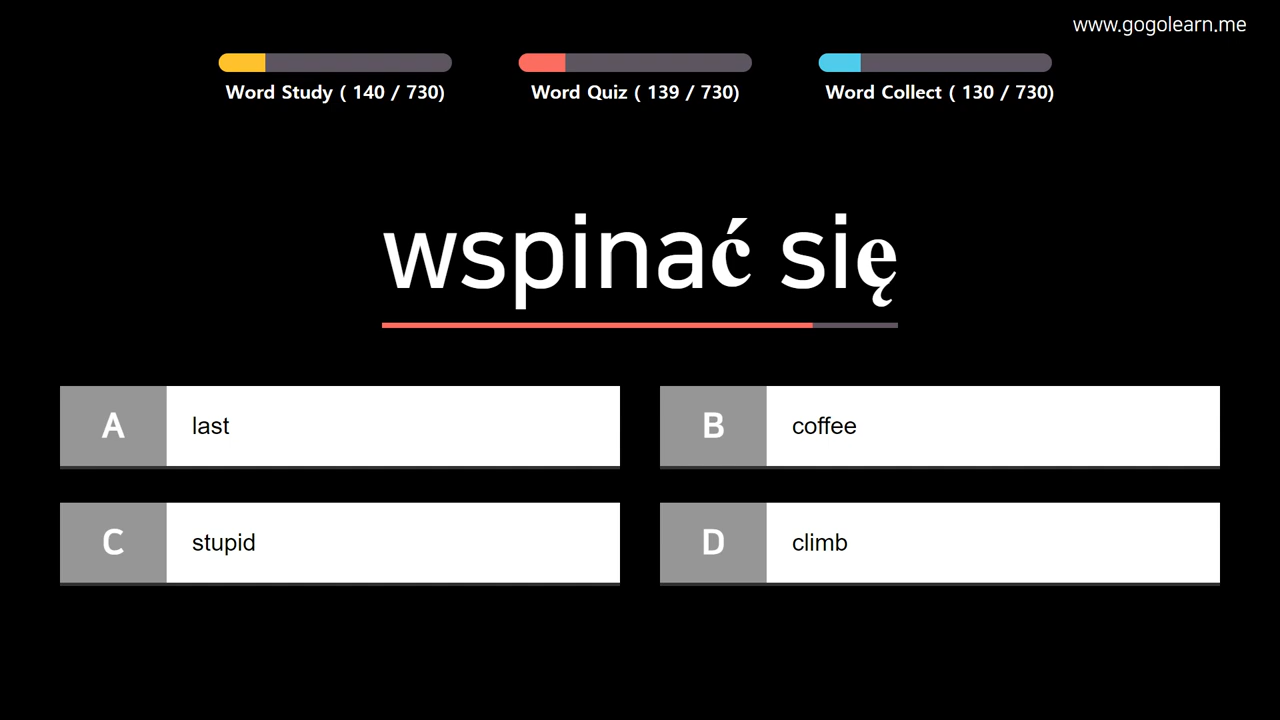 www.gogolearn.me
Word Study ( 140 / 730)
Word Quiz ( 139 / 730)
Word Collect ( 130 / 730)
wspinać się
A last
B coffee
C stupid
D climb